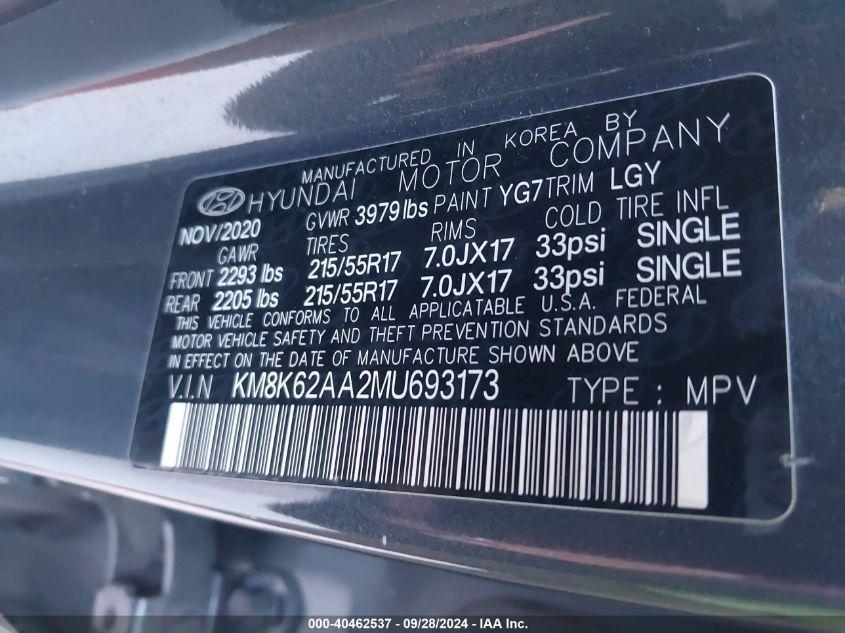 MANUFACTURED IN KOREA BY
HYUNDAI MOTOR COMPANY
NOV/2020 GVWR 3979lbs PAINT YG7 TRIM LGY
GAWR TIRES RIMS COLD TIRE INFL
FRONT 2293 lbs 215/55R17 7.0JX17 33psi SINGLE
REAR 2205 lbs 215/55R17 7.0JX17 33psi SINGLE
THIS VEHICLE CONFORMS TO ALL APPLICATABLE U.S.A. FEDERAL
MOTOR VEHICLE SAFETY AND THEFT PREVENTION STANDARDS
IN EFFECT ON THE DATE OF MANUFACTURE SHOWN ABOVE
V.I.N KM8K62AA2MU693173 TYPE : MPV
000-40462537 - 09/28/2024 - IAA Inc.